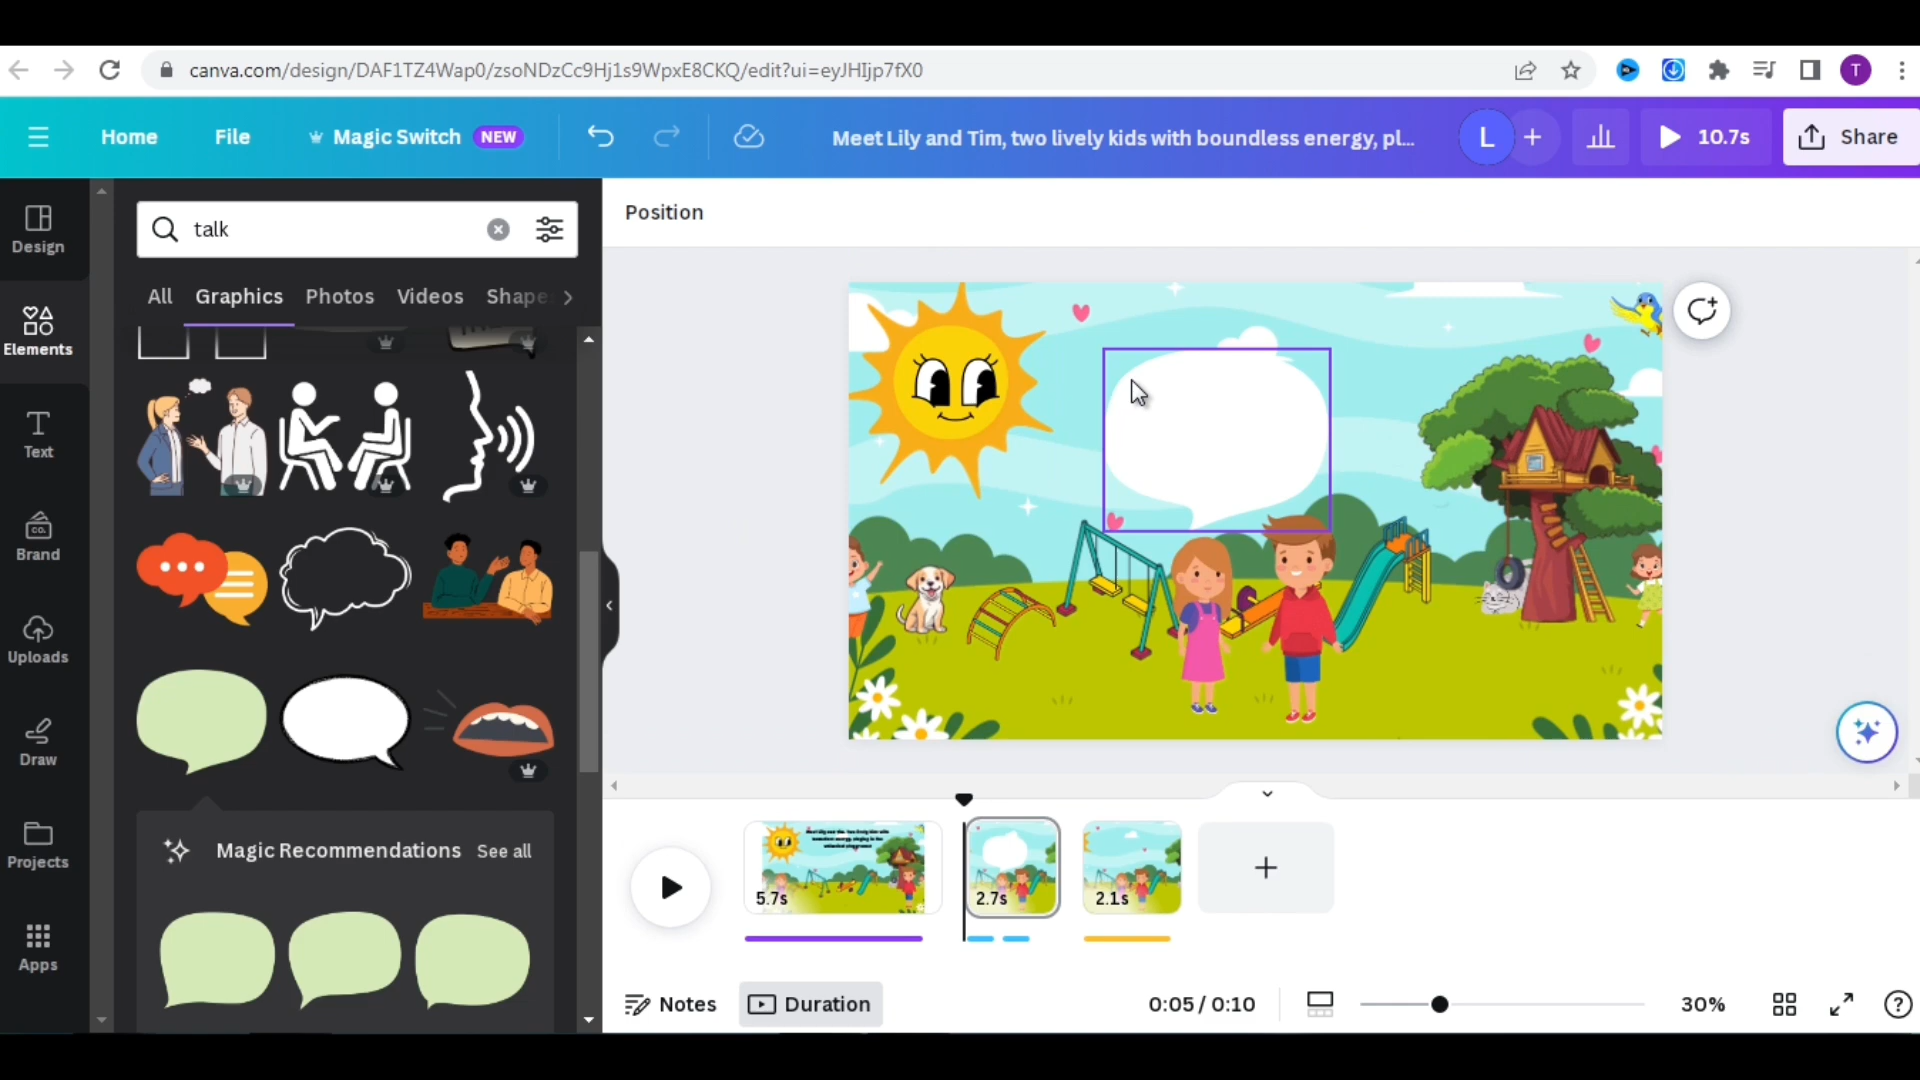 canva.com/design/DAF1TZ4Wap0/zsoNDzCc9Hj1s9WpxE8CKQ/edit?ui=eyJHIjp7fX0
T
Home
File
Magic Switch
NEW
Meet Lily and Tim, two lively kids with boundless energy, pl...
L
10.7s
Share
Design
Elements
Text
Brand
CO.
Uploads
Draw
Projects
Apps
talk
All
Graphics
Photos
Videos
Shape
Magic Recommendations
See all
Position
5.7s
2.7s
2.1s
Notes
Duration
0:05 / 0:10
30%